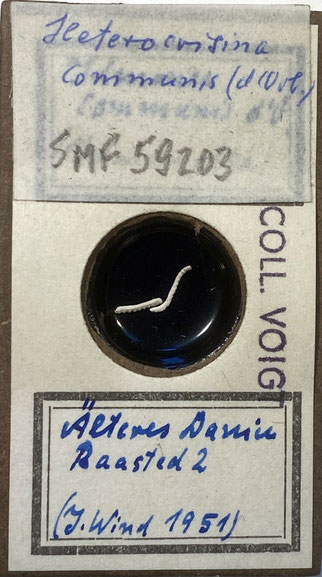 Heterocrisina
communis (d'Orb.)
SMF 59203
COLL. VOIGT
Älteres Danien
Raasted 2
(J. Wind 1951)